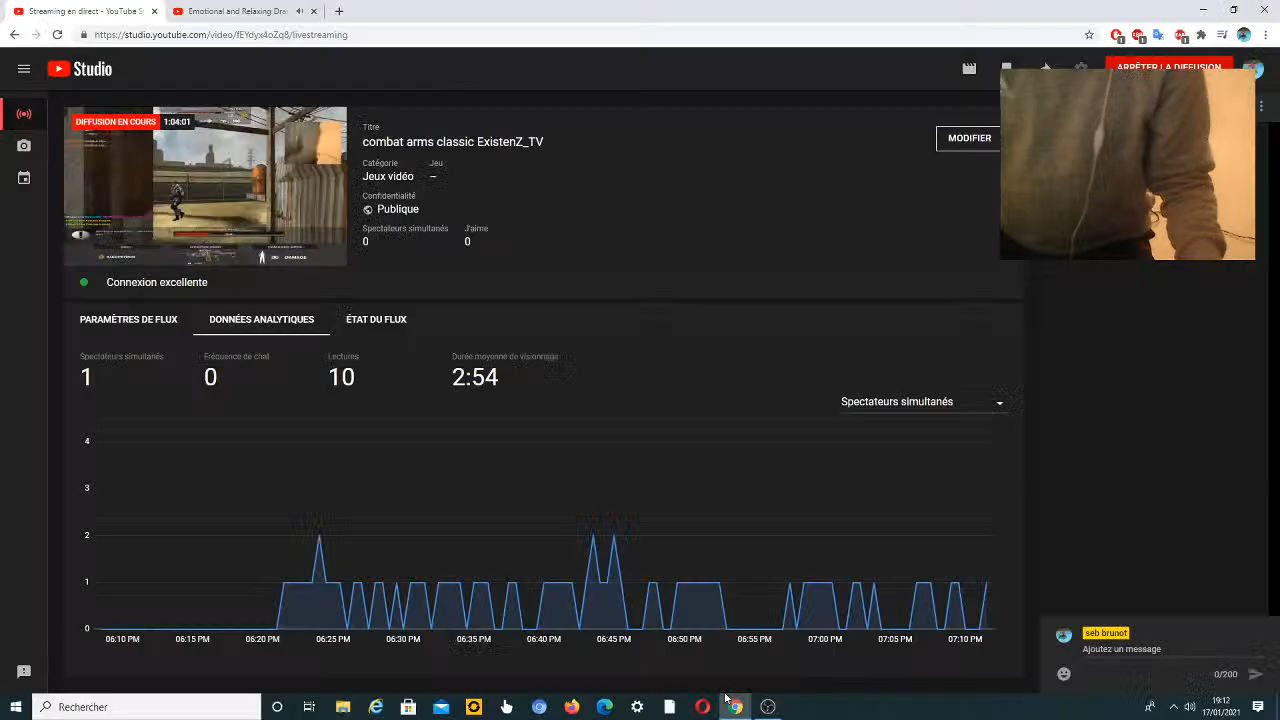 Streaming en direct - YouTube S
Emotional and Relaxing Dra
https://studio.youtube.com/video/fEYdyx4oZq8/livestreaming
Studio
ARRÊTER LA DIFFUSION
DIFFUSION EN COURS 1:04:01
Titre
combat arms classic ExistenZ_TV
MODIFIER
Catégorie Jeu
Jeux vidéo –
Confidentialité
Publique
Spectateurs simultanés J'aime
0 0
Connexion excellente
PARAMÈTRES DE FLUX DONNÉES ANALYTIQUES ÉTAT DU FLUX
Spectateurs simultanés Fréquence de chat Lectures Durée moyenne de visionnage
1 0 10 2:54
Spectateurs simultanés
4
3
2
1
0
06:10 PM 06:15 PM 06:20 PM 06:25 PM 06:30 PM 06:35 PM 06:40 PM 06:45 PM 06:50 PM 06:55 PM 07:00 PM 07:05 PM 07:10 PM
seb brunot
Ajoutez un message
0/200
Rechercher
19:12
17/01/2021